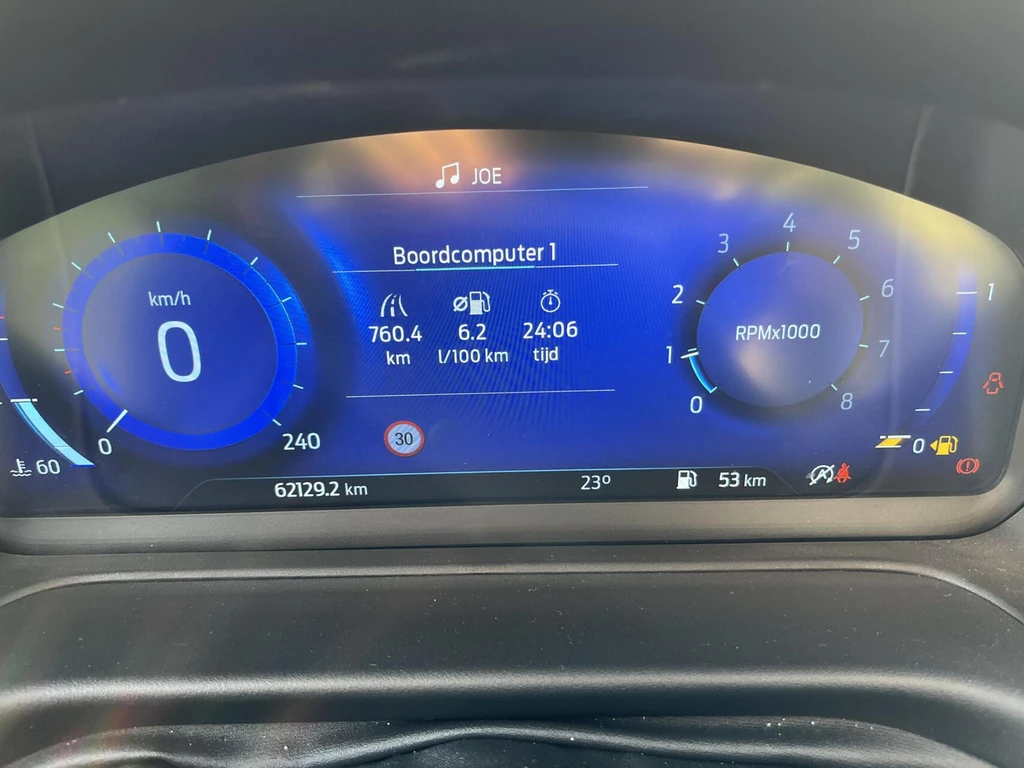 JOE
Boordcomputer 1
760.4 6.2 24:06
km l/100 km tijd
km/h
0
0 240
60
30
RPMx1000
0 1 2 3 4 5 6 7 8
1
0
62129.2 km 23º 53 km